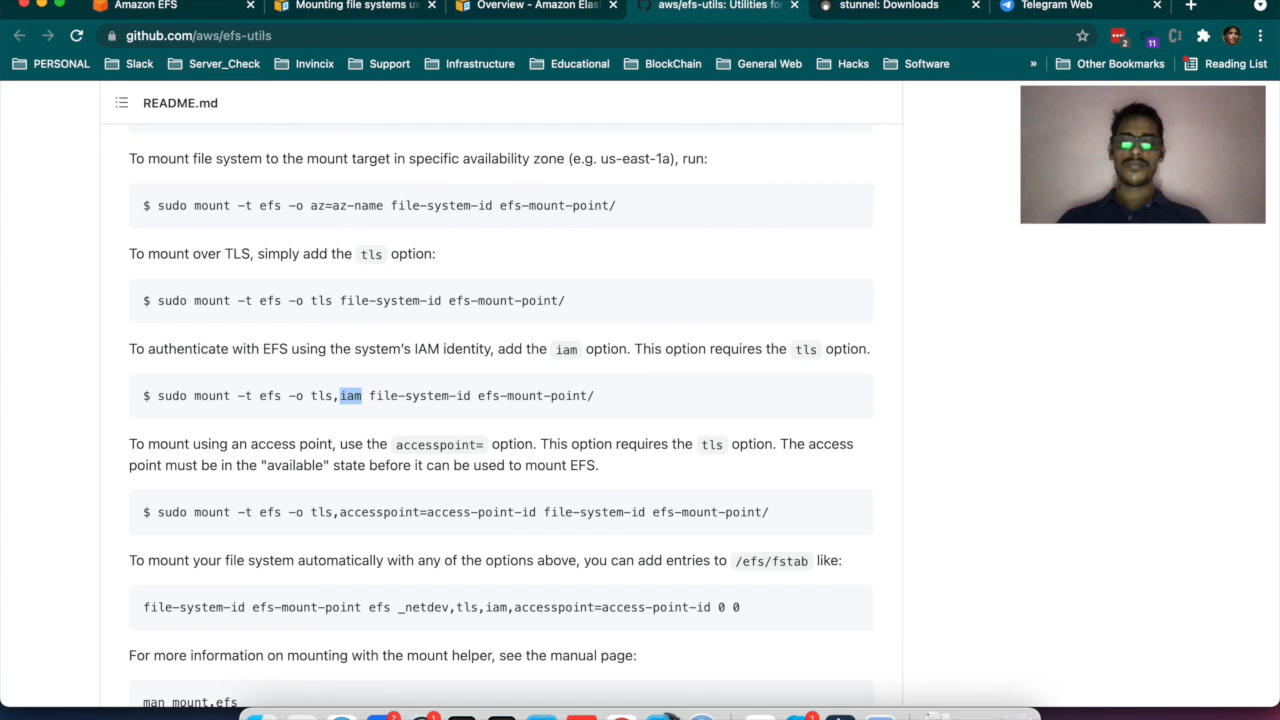 Amazon EFS
Mounting file systems us
Overview - Amazon Elast
aws/efs-utils: Utilities for
stunnel: Downloads
Telegram Web
github.com/aws/efs-utils
2
11
PERSONAL
Slack
Server_Check
Invincix
Support
Infrastructure
Educational
BlockChain
General Web
Hacks
Software
»
Other Bookmarks
Reading List
README.md
To mount file system to the mount target in specific availability zone (e.g. us-east-1a), run:
$ sudo mount -t efs -o az=az-name file-system-id efs-mount-point/
To mount over TLS, simply add the tls option:
$ sudo mount -t efs -o tls file-system-id efs-mount-point/
To authenticate with EFS using the system’s IAM identity, add the iam option. This option requires the tls option.
$ sudo mount -t efs -o tls,iam file-system-id efs-mount-point/
To mount using an access point, use the accesspoint= option. This option requires the tls option. The access
point must be in the "available" state before it can be used to mount EFS.
$ sudo mount -t efs -o tls,accesspoint=access-point-id file-system-id efs-mount-point/
To mount your file system automatically with any of the options above, you can add entries to /efs/fstab like:
file-system-id efs-mount-point efs _netdev,tls,iam,accesspoint=access-point-id 0 0
For more information on mounting with the mount helper, see the manual page:
man mount.efs